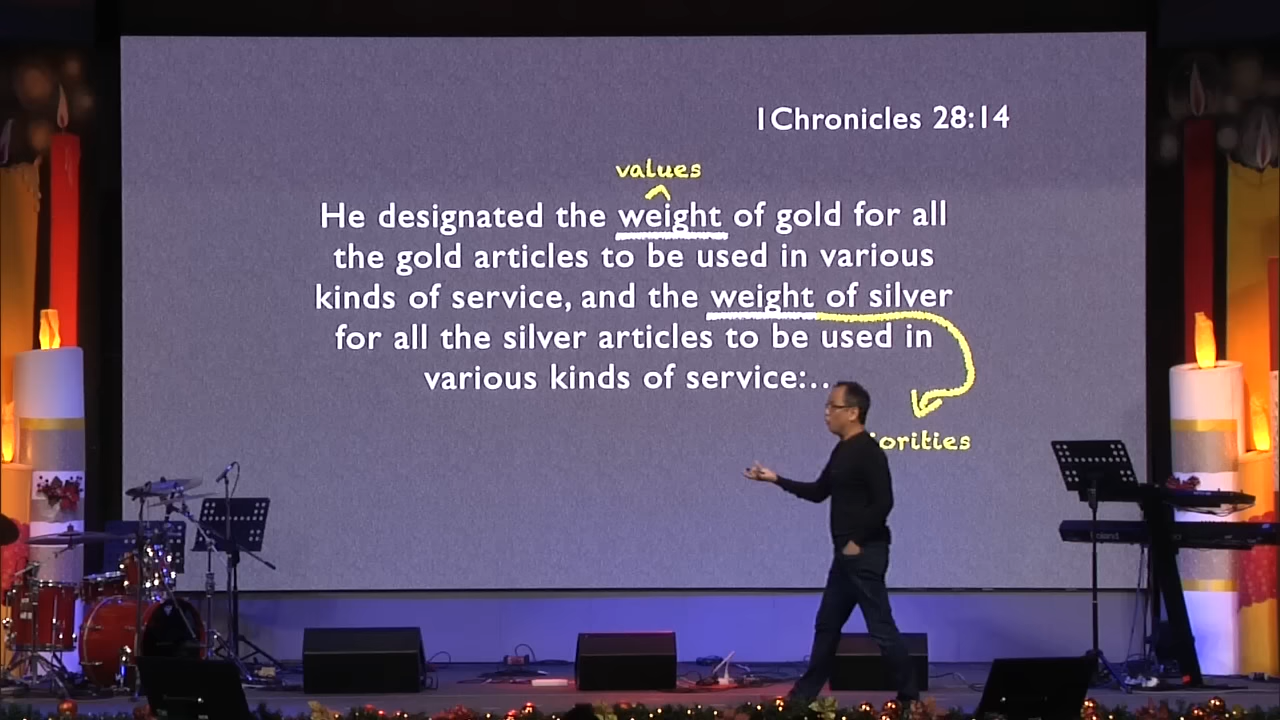 1Chronicles 28:14
values
He designated the weight of gold for all
the gold articles to be used in various
kinds of service, and the weight of silver
for all the silver articles to be used in
various kinds of service:..
orities
Roland